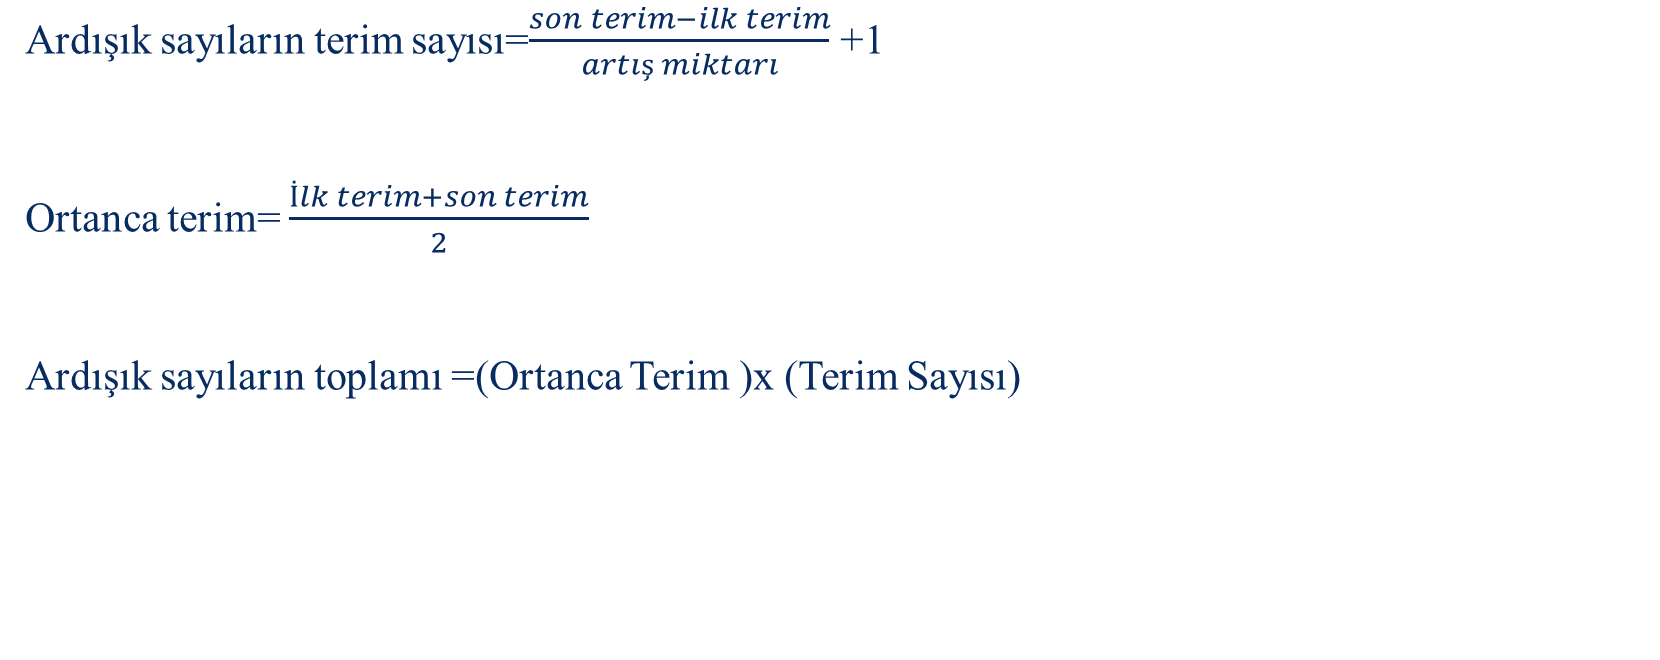 Ardışık sayıların terim sayısı=son terim−ilk terim/artış miktarı +1
Ortanca terim= İlk terim+son terim/2
Ardışık sayıların toplamı =(Ortanca Terim )x (Terim Sayısı)